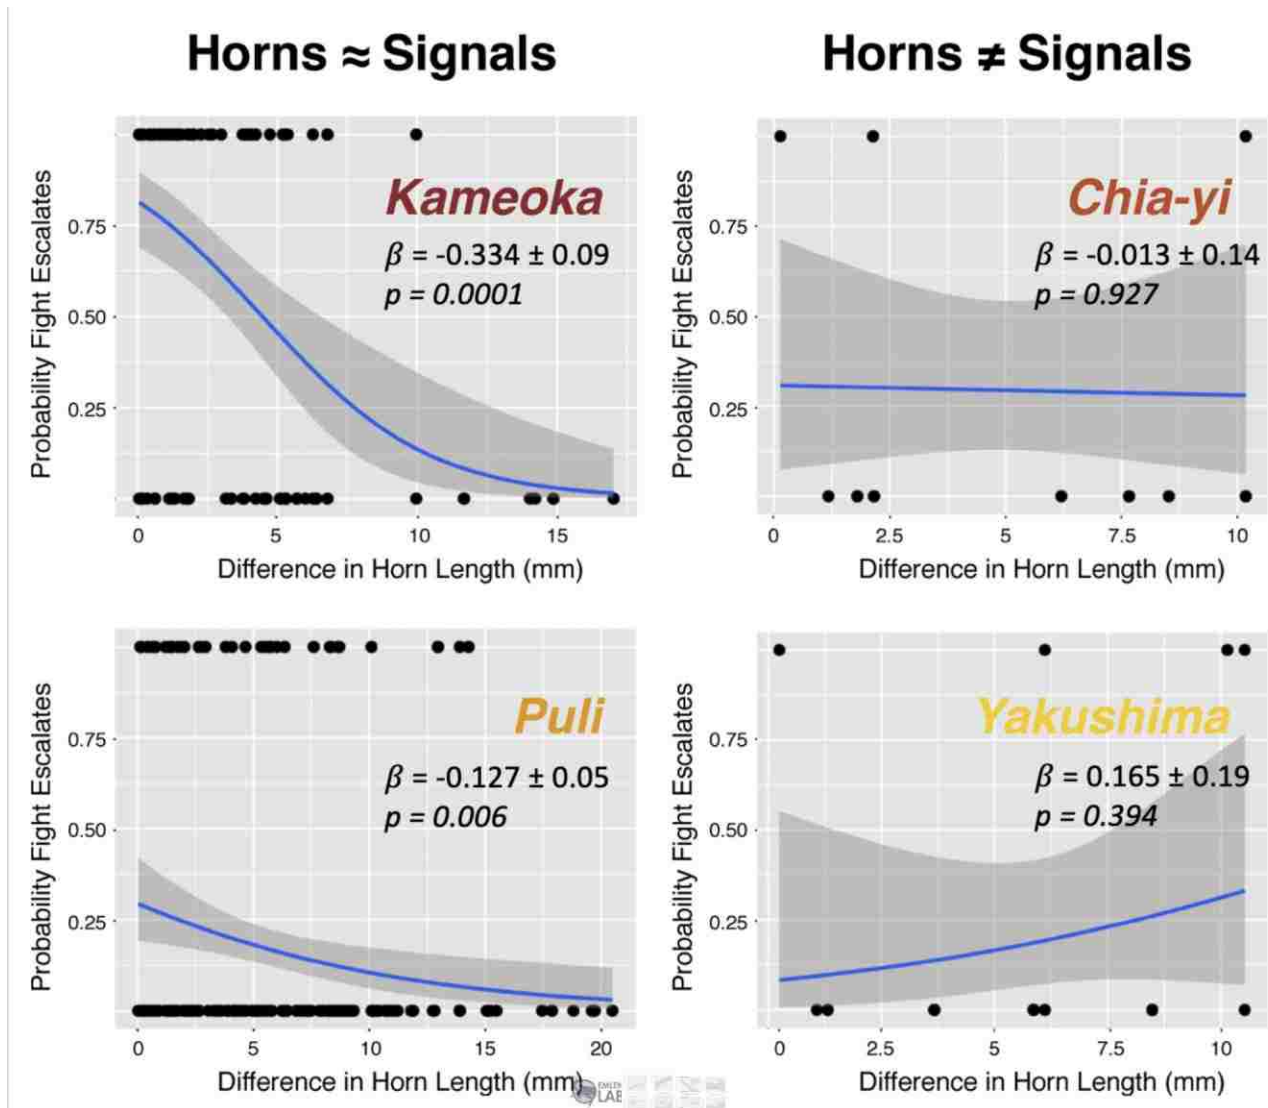 Horns ≈ Signals
Horns ≠ Signals
Kameoka
β = -0.334 ± 0.09
p = 0.0001
Probability Fight Escalates
0.75
0.50
0.25
0 5 10 15
Difference in Horn Length (mm)
Chia-yi
β = -0.013 ± 0.14
p = 0.927
Probability Fight Escalates
0.75
0.50
0.25
0 2.5 5 7.5 10
Difference in Horn Length (mm)
Puli
β = -0.127 ± 0.05
p = 0.006
Probability Fight Escalates
0.75
0.50
0.25
0 5 10 15 20
Difference in Horn Length (mm)
Yakushima
β = 0.165 ± 0.19
p = 0.394
Probability Fight Escalates
0.75
0.50
0.25
0 2.5 5 7.5 10
Difference in Horn Length (mm)
EMLEN
LAB